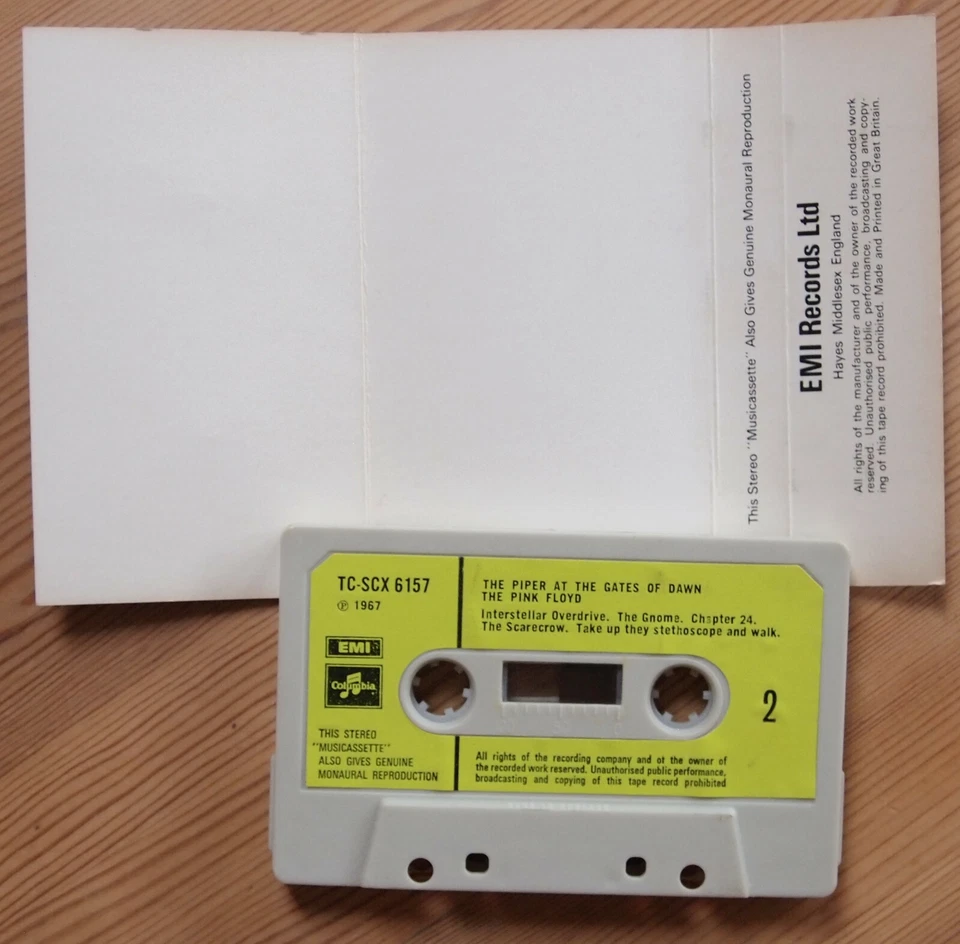 This Stereo "Musicassette" Also Gives Genuine Monaural Reproduction
EMI Records Ltd
Hayes Middlesex England
All rights of the manufacturer and of the owner of the recorded work
reserved. Unauthorised public performance, broadcasting and copy-
ing of this tape record prohibited. Made and Printed in Great Britain.
TC-SCX 6157
℗ 1967
EMI
Columbia
THIS STEREO
"MUSICASSETTE"
ALSO GIVES GENUINE
MONAURAL REPRODUCTION
THE PIPER AT THE GATES OF DAWN
THE PINK FLOYD
Interstellar Overdrive. The Gnome. Chapter 24.
The Scarecrow. Take up they stethoscope and walk.
2
All rights of the recording company and of the owner of
the recorded work reserved. Unauthorised public performance,
broadcasting and copying of this tape record prohibited